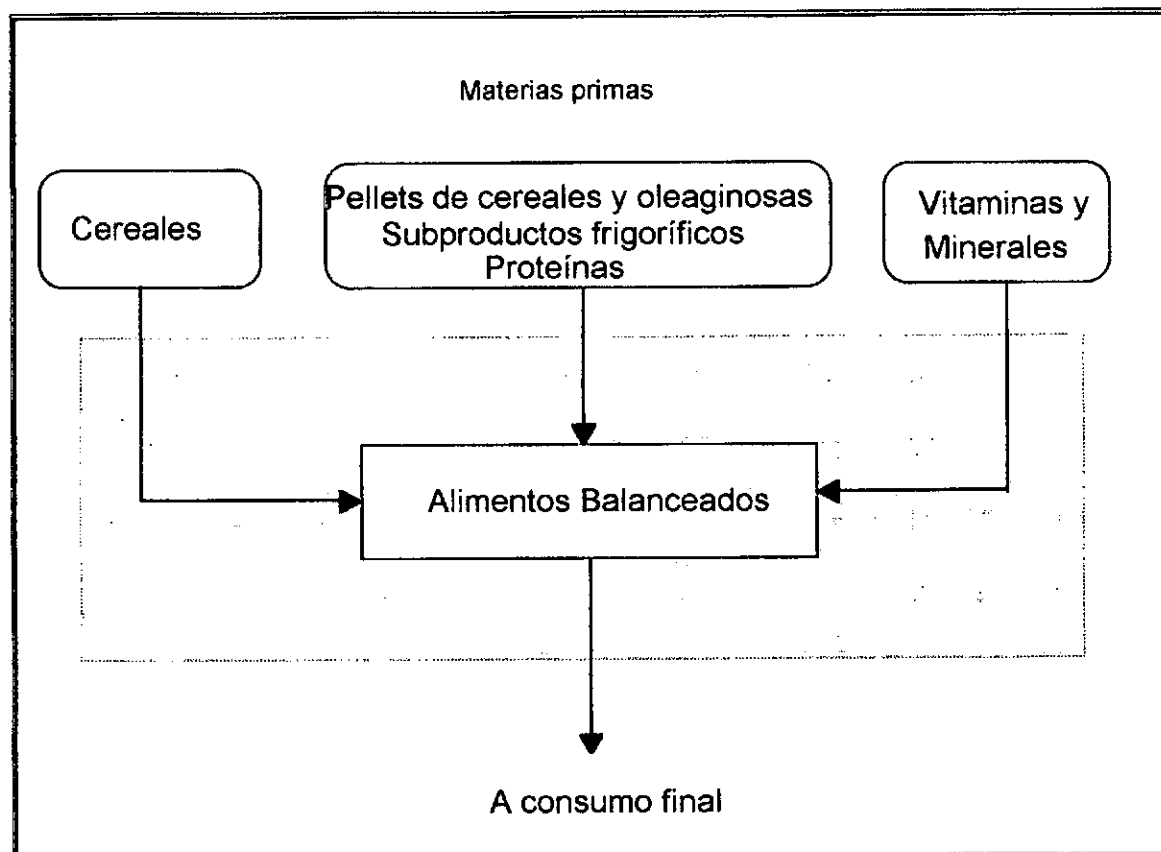 Materias primas
Cereales
Pellets de cereales y oleaginosas
Subproductos frigoríficos
Proteínas
Vitaminas y
Minerales
Alimentos Balanceados
A consumo final